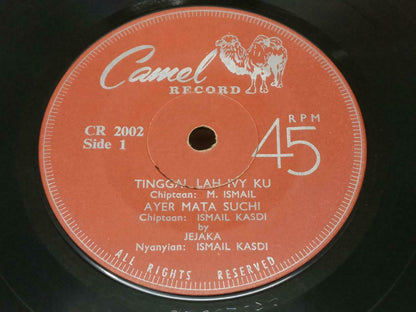 Camel
RECORD
CR 2002
Side 1
45 RPM
TINGGAL LAH IVY KU
Chiptaan: M. ISMAIL
AYER MATA SUCHI
Chiptaan: ISMAIL KASDI
by
JEJAKA
Nyanyian: ISMAIL KASDI
ALL RIGHTS RESERVED